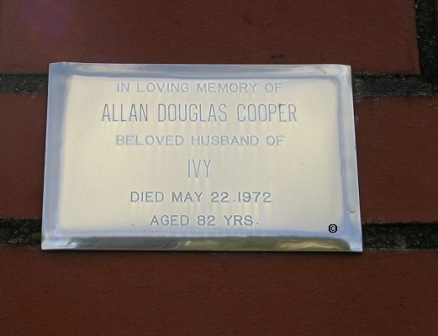 IN LOVING MEMORY OF
ALLAN DOUGLAS COOPER
BELOVED HUSBAND OF
IVY
DIED MAY 22.1972
AGED 82 YRS.
©